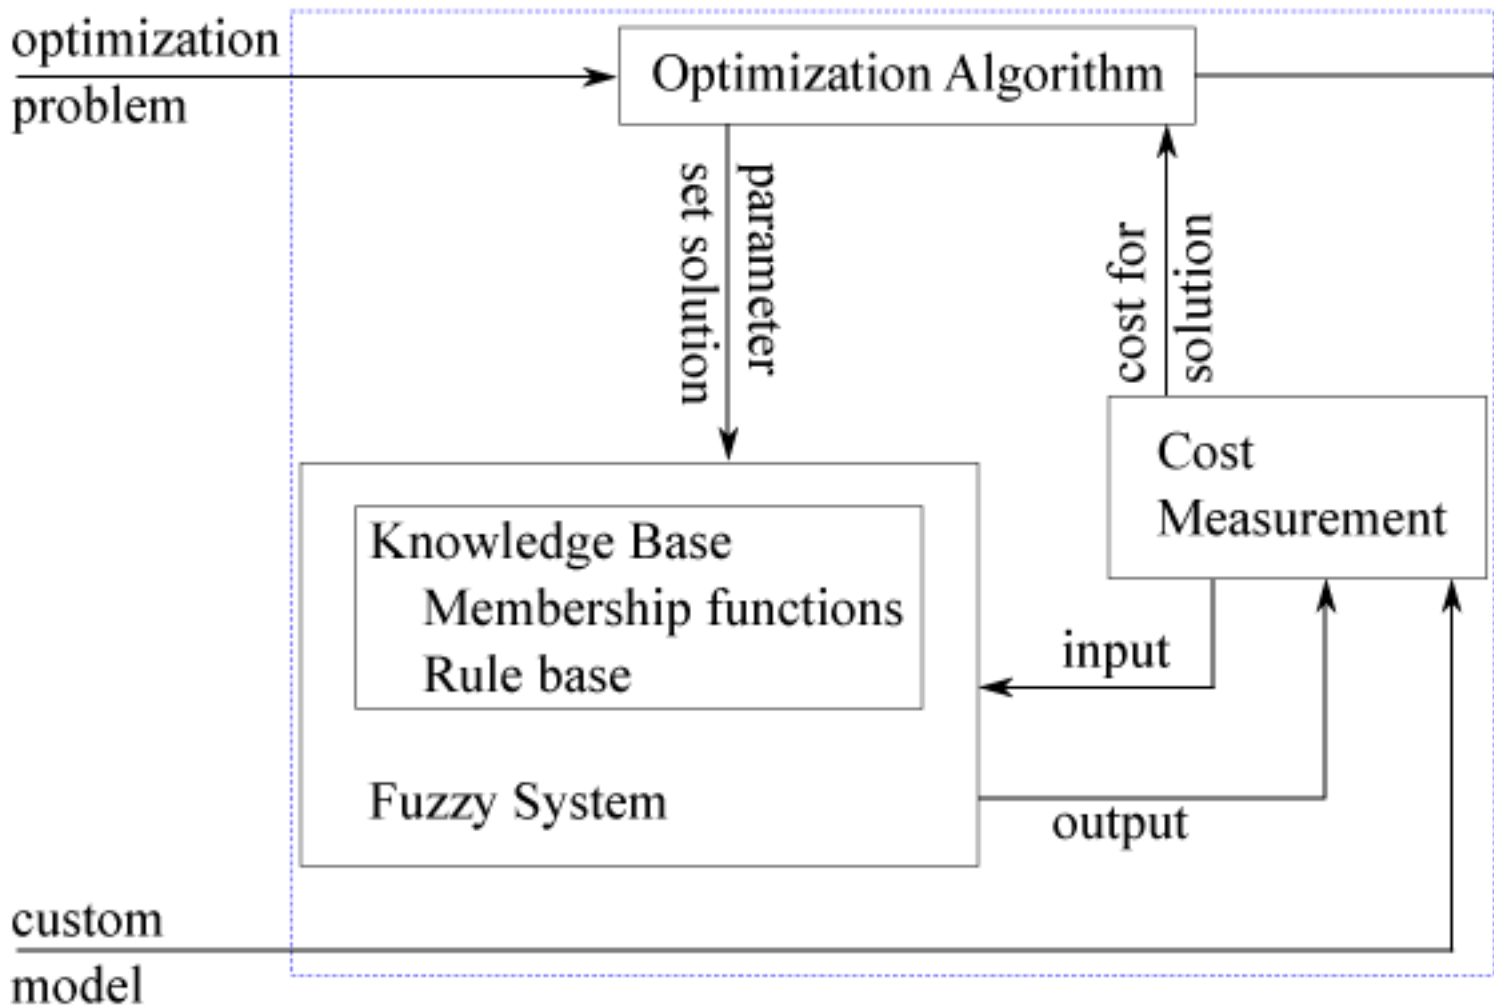 optimization
problem
Optimization Algorithm
parameter
set solution
cost for
solution
Cost
Measurement
Knowledge Base
Membership functions
Rule base
Fuzzy System
input
output
custom
model